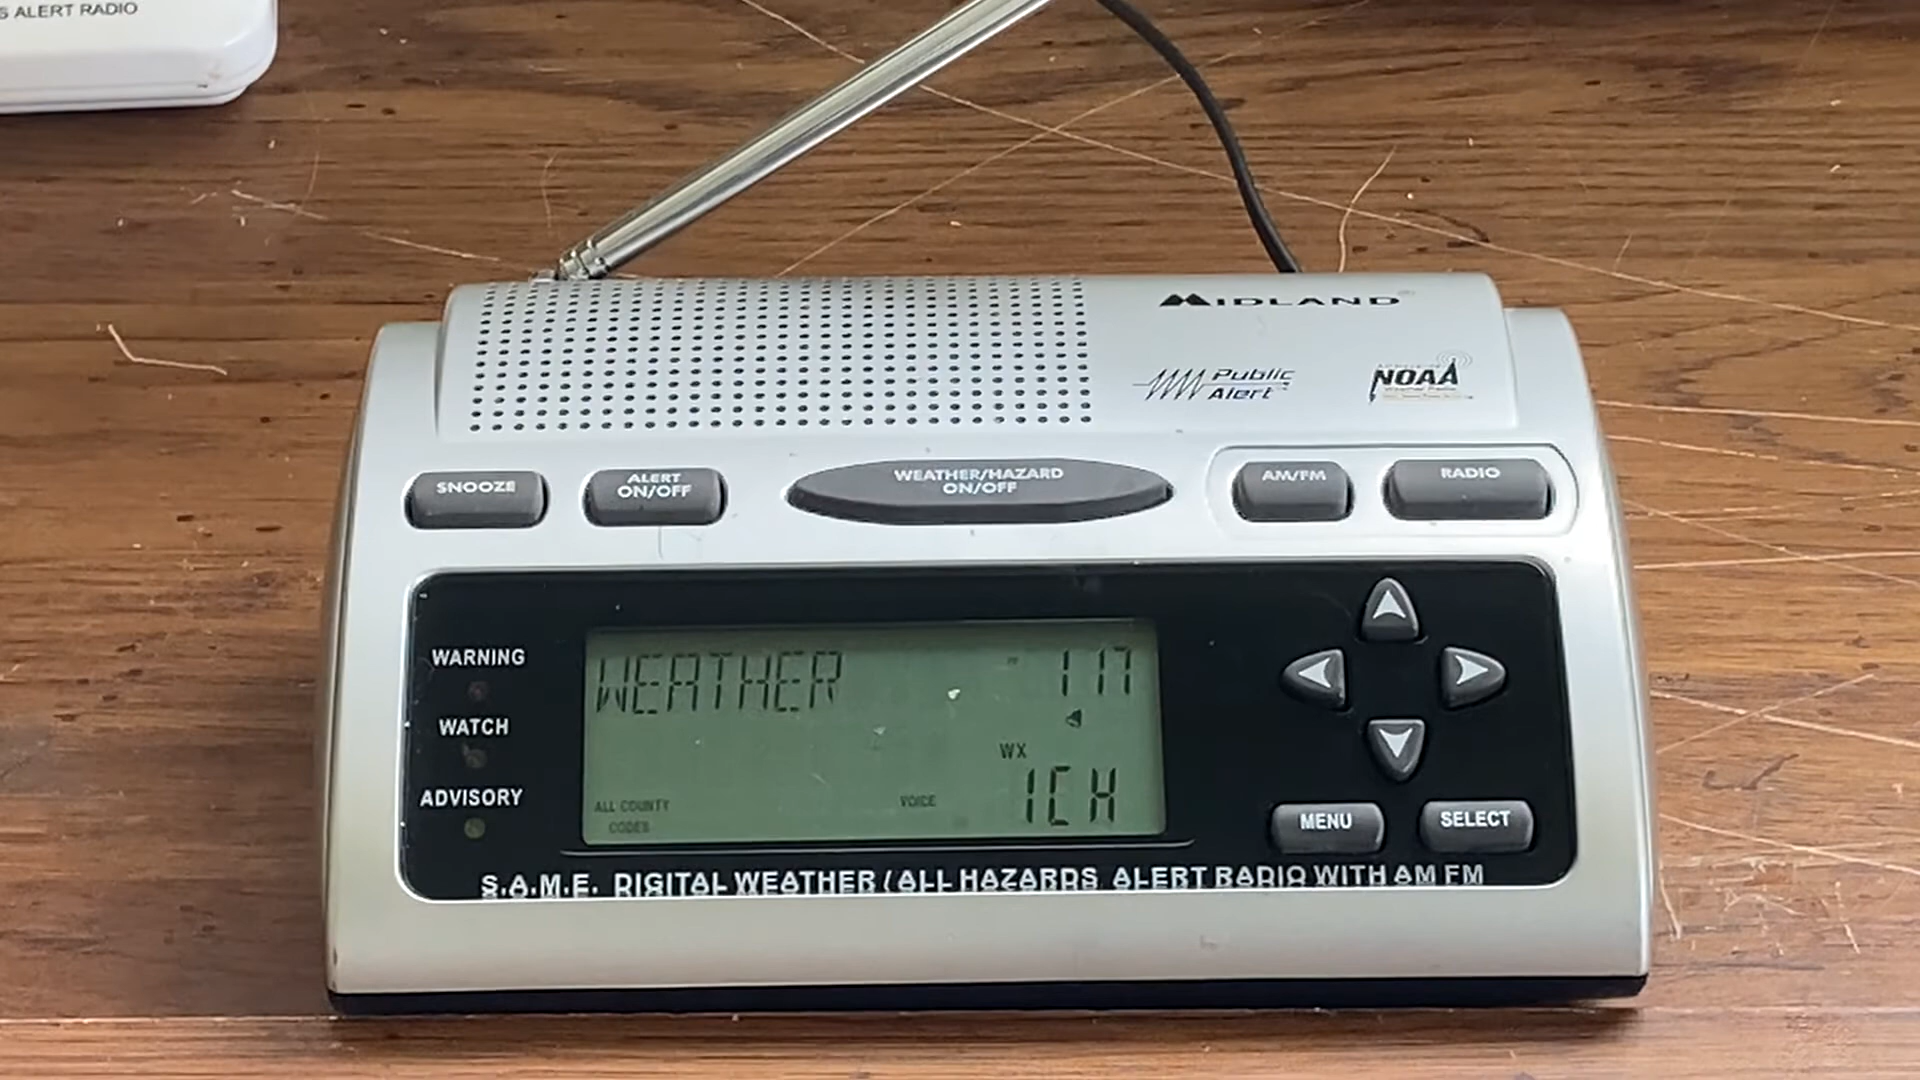 S ALERT RADIO
MIDLAND
Public
Alert
NOAA
SNOOZE
ALERT
ON/OFF
WEATHER/HAZARD
ON/OFF
AM/FM
RADIO
WARNING
WATCH
ADVISORY
WEATHER
1 17
WX
1CH
ALL COUNTY
CODES
VOICE
MENU
SELECT
S.A.M.E. DIGITAL WEATHER / ALL HAZARDS ALERT RADIO WITH AM FM